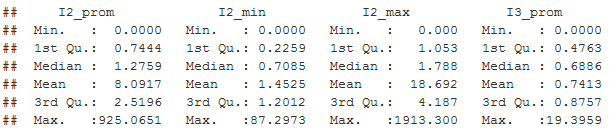 ##     I2_prom            I2_min            I2_max            I3_prom
##  Min.   :  0.0000   Min.   : 0.0000   Min.   :   0.000   Min.   : 0.0000
##  1st Qu.:  0.7444   1st Qu.: 0.2259   1st Qu.:   1.053   1st Qu.: 0.4763
##  Median :  1.2759   Median : 0.7085   Median :   1.788   Median : 0.6886
##  Mean   :  8.0917   Mean   : 1.4525   Mean   :  18.692   Mean   : 0.7413
##  3rd Qu.:  2.5196   3rd Qu.: 1.2012   3rd Qu.:   4.187   3rd Qu.: 0.8757
##  Max.   :925.0651   Max.   :87.2973   Max.   :1913.300   Max.   :19.3959